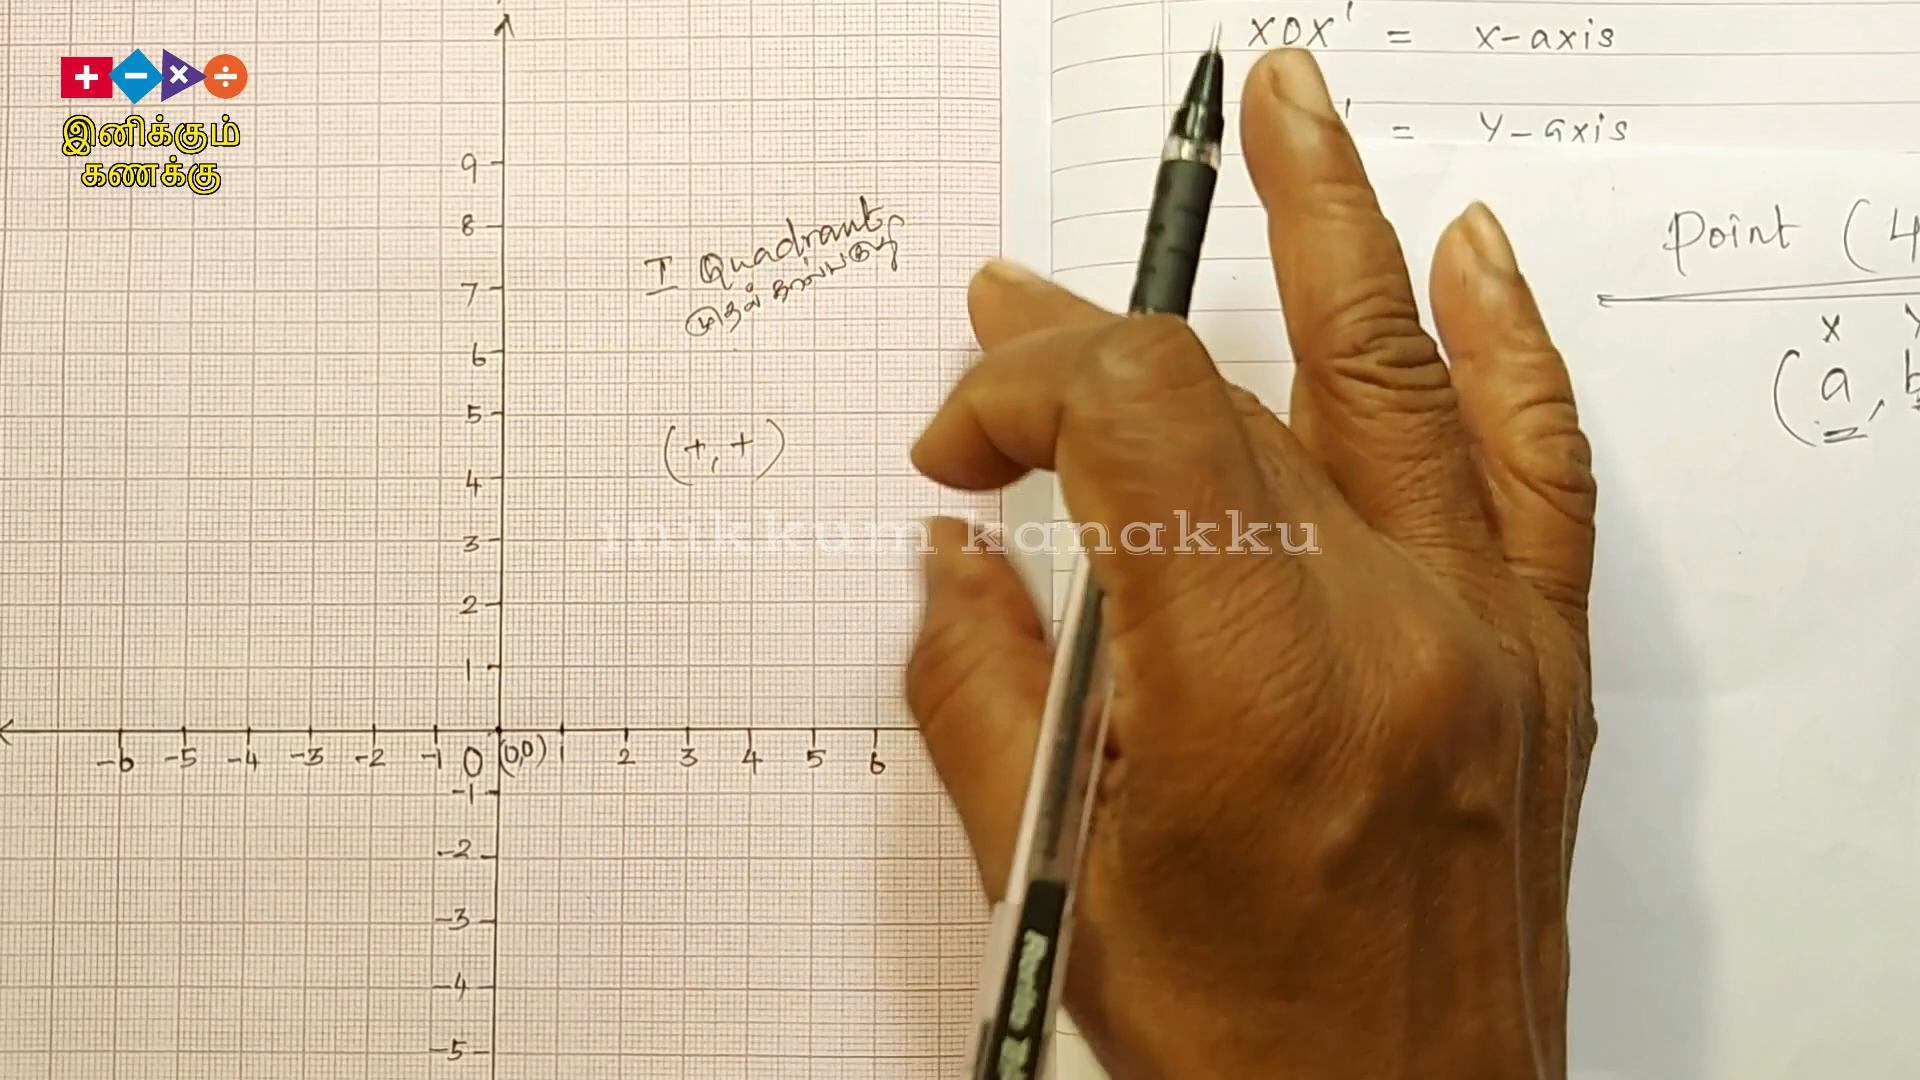 இனிக்கும்
கணக்கு
XOX' = X-axis
' = Y-axis
I Quadrant
முதல் கால்பகுதி
Point (4
X Y
(a, b
(+, +)
inikkum kanakku
9
8
7
6
5
4
3
2
1
-6 -5 -4 -3 -2 -1 0 (0,0) 1 2 3 4 5 6
-1
-2
-3
-4
-5